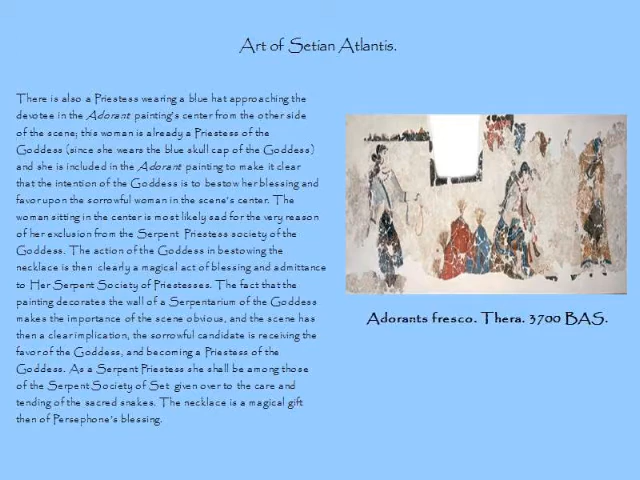 Art of Setian Atlantis.
There is also a Priestess wearing a blue hat approaching the
devotee in the Adorant painting's center from the other side
of the scene; this woman is already a Priestess of the
Goddess (since she wears the blue skull cap of the Goddess)
and she is included in the Adorant painting to make it clear
that the intention of the Goddess is to bestow her blessing and
favor upon the sorrowful woman in the scene's center. The
woman sitting in the center is most likely sad for the very reason
of her exclusion from the Serpent Priestess society of the
Goddess. The action of the Goddess in bestowing the
necklace is then clearly a magical act of blessing and admittance
to Her Serpent Society of Priestesses. The fact that the
painting decorates the wall of a Serpentarium of the Goddess
makes the importance of the scene obvious, and the scene has
then a clear implication, the sorrowful candidate is receiving the
favor of the Goddess, and becoming a Priestess of the
Goddess. As a Serpent Priestess she shall be among those
of the Serpent Society of Set given over to the care and
tending of the sacred snakes. The necklace is a magical gift
then of Persephone's blessing.
Adorants fresco. Thera. 3700 BAS.